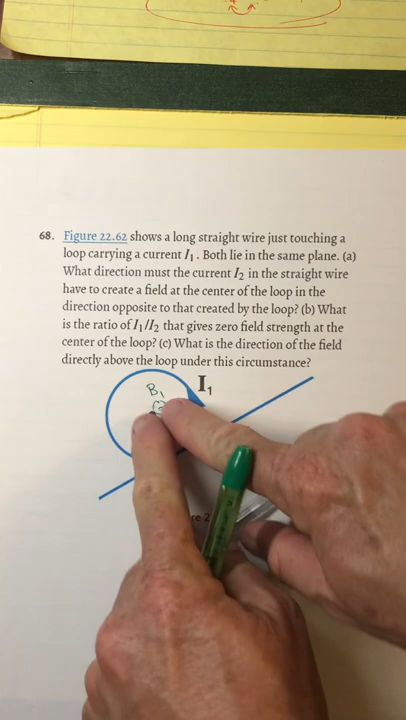 68. Figure 22.62 shows a long straight wire just touching a
loop carrying a current I₁ . Both lie in the same plane. (a)
What direction must the current I₂ in the straight wire
have to create a field at the center of the loop in the
direction opposite to that created by the loop? (b) What
is the ratio of I₁/I₂ that gives zero field strength at the
center of the loop? (c) What is the direction of the field
directly above the loop under this circumstance?
B₁ I₁
re 2